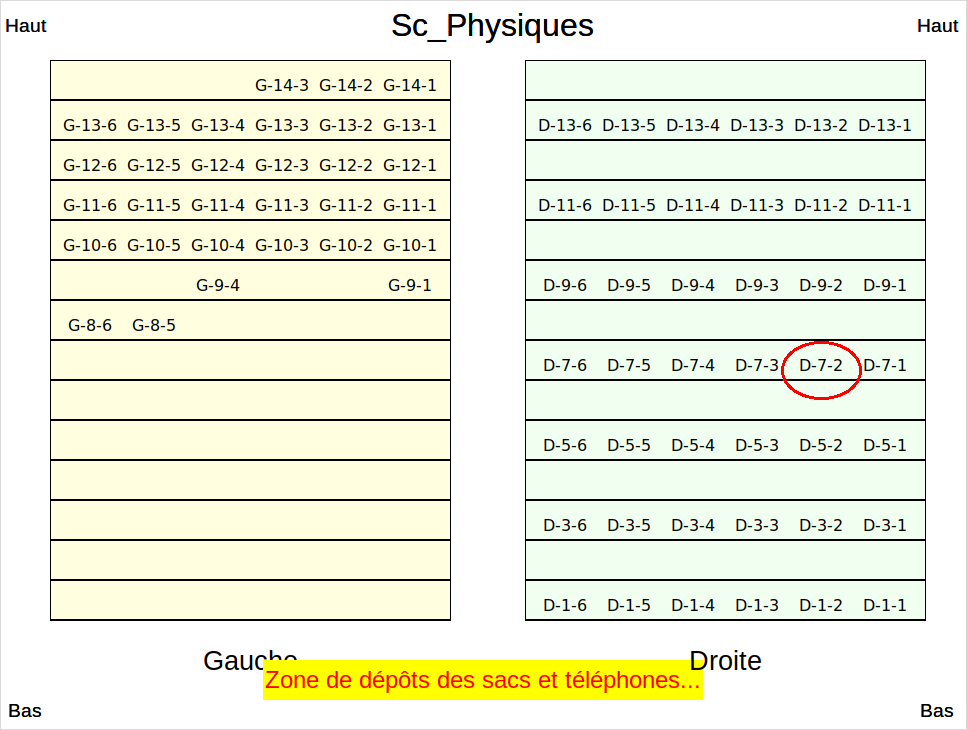 Sc_Physiques
Haut
Haut
G-14-3 G-14-2 G-14-1
G-13-6 G-13-5 G-13-4 G-13-3 G-13-2 G-13-1
G-12-6 G-12-5 G-12-4 G-12-3 G-12-2 G-12-1
G-11-6 G-11-5 G-11-4 G-11-3 G-11-2 G-11-1
G-10-6 G-10-5 G-10-4 G-10-3 G-10-2 G-10-1
G-9-4 G-9-1
G-8-6 G-8-5
D-13-6 D-13-5 D-13-4 D-13-3 D-13-2 D-13-1
D-11-6 D-11-5 D-11-4 D-11-3 D-11-2 D-11-1
D-9-6 D-9-5 D-9-4 D-9-3 D-9-2 D-9-1
D-7-6 D-7-5 D-7-4 D-7-3 D-7-2 D-7-1
D-5-6 D-5-5 D-5-4 D-5-3 D-5-2 D-5-1
D-3-6 D-3-5 D-3-4 D-3-3 D-3-2 D-3-1
D-1-6 D-1-5 D-1-4 D-1-3 D-1-2 D-1-1
Gauche
Droite
Zone de dépôts des sacs et téléphones...
Bas
Bas